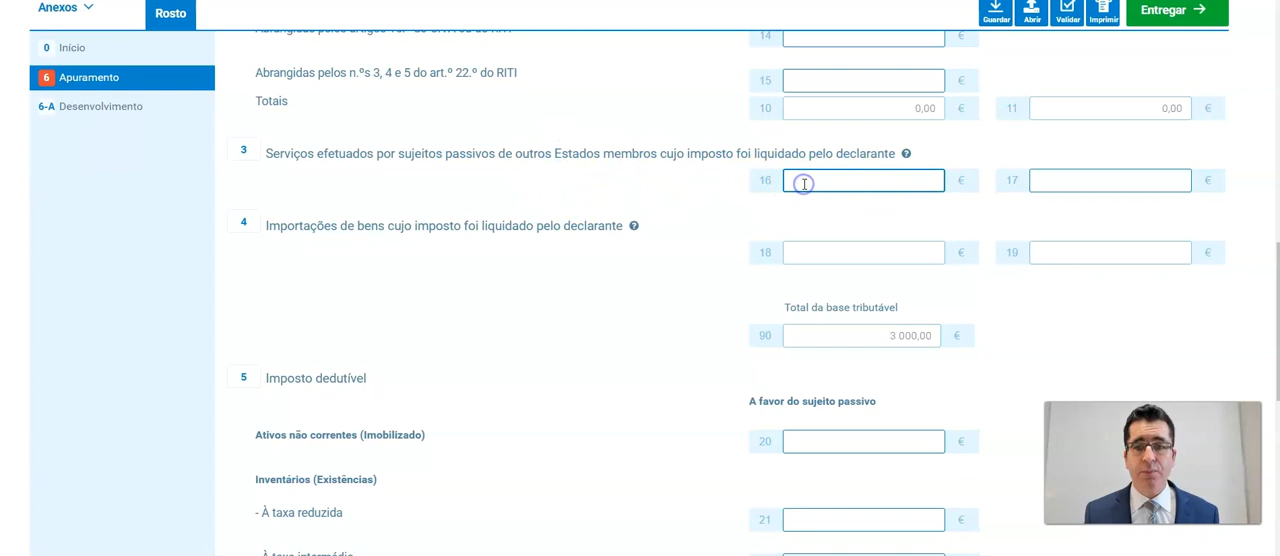 Anexos
Rosto
Guardar
Abrir
Validar
Imprimir
Entregar
0 Início
6 Apuramento
6-A Desenvolvimento
14 €
Abrangidas pelos n.ºs 3, 4 e 5 do art.º 22.º do RITI
15 €
Totais
10 0,00 € 11 0,00 €
3 Serviços efetuados por sujeitos passivos de outros Estados membros cujo imposto foi liquidado pelo declarante
16 € 17 €
4 Importações de bens cujo imposto foi liquidado pelo declarante
18 € 19 €
Total da base tributável
90 3 000,00 €
5 Imposto dedutível
A favor do sujeito passivo
Ativos não correntes (Imobilizado)
20 €
Inventários (Existências)
- À taxa reduzida
21 €